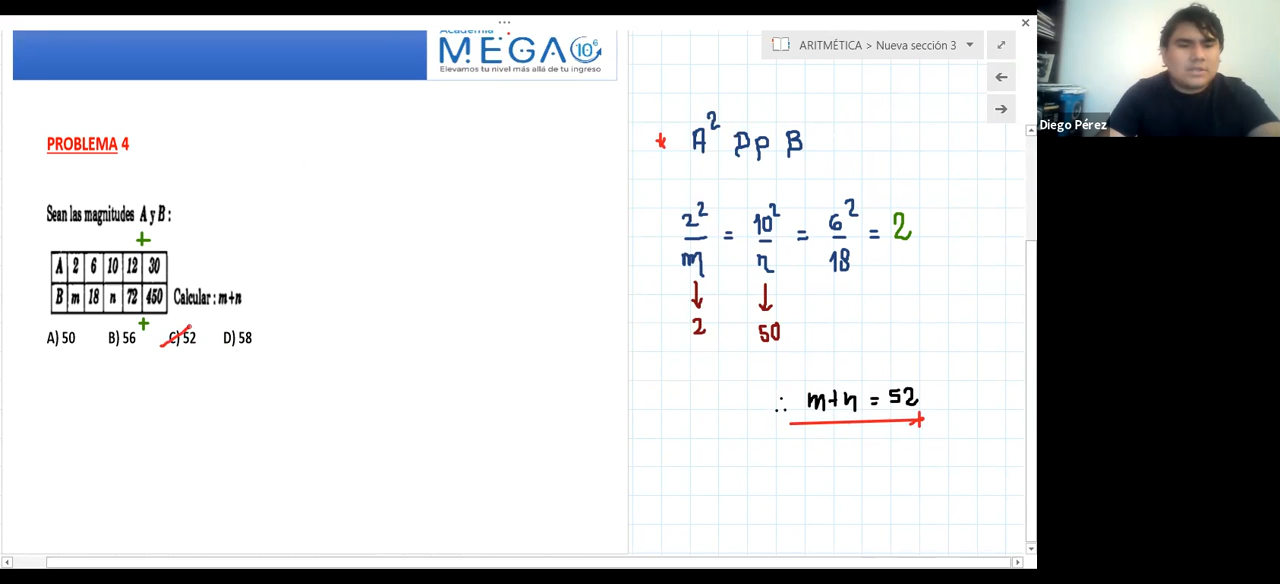 Academia
MEGA 10⁶
Elevamos tu nivel más allá de tu ingreso
ARITMÉTICA > Nueva sección 3
Diego Pérez
PROBLEMA 4
Sean las magnitudes A y B :
+
A 2 6 10 12 30
B m 18 n 72 450 Calcular : m+n
+
A) 50 B) 56 C) 52 D) 58
* A² Dp B
2²/m = 10²/n = 6²/18 = 2
↓ ↓
2 50
∴ m+n = 52